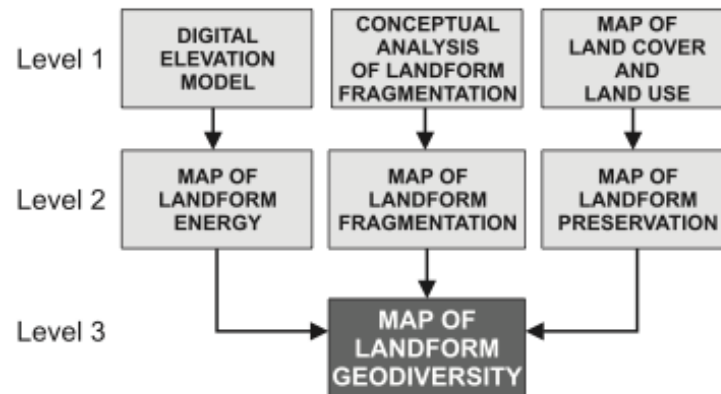 Level 1
DIGITAL
ELEVATION
MODEL
CONCEPTUAL
ANALYSIS
OF LANDFORM
FRAGMENTATION
MAP OF
LAND COVER
AND
LAND USE
Level 2
MAP OF
LANDFORM
ENERGY
MAP OF
LANDFORM
FRAGMENTATION
MAP OF
LANDFORM
PRESERVATION
Level 3
MAP OF
LANDFORM
GEODIVERSITY